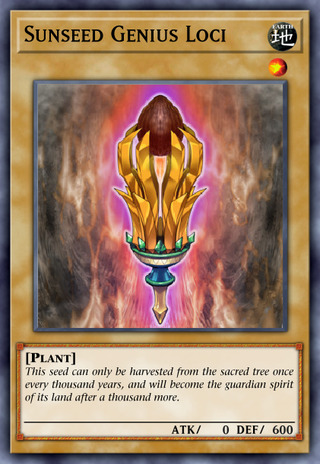 Sunseed Genius Loci
EARTH
地
[Plant]
This seed can only be harvested from the sacred tree once
every thousand years, and will become the guardian spirit
of its land after a thousand more.
ATK/ 0 DEF/ 600